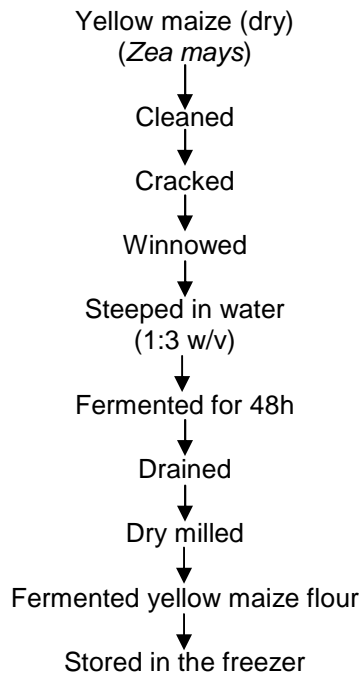 Yellow maize (dry)
(Zea mays)
Cleaned
Cracked
Winnowed
Steeped in water
(1:3 w/v)
Fermented for 48h
Drained
Dry milled
Fermented yellow maize flour
Stored in the freezer